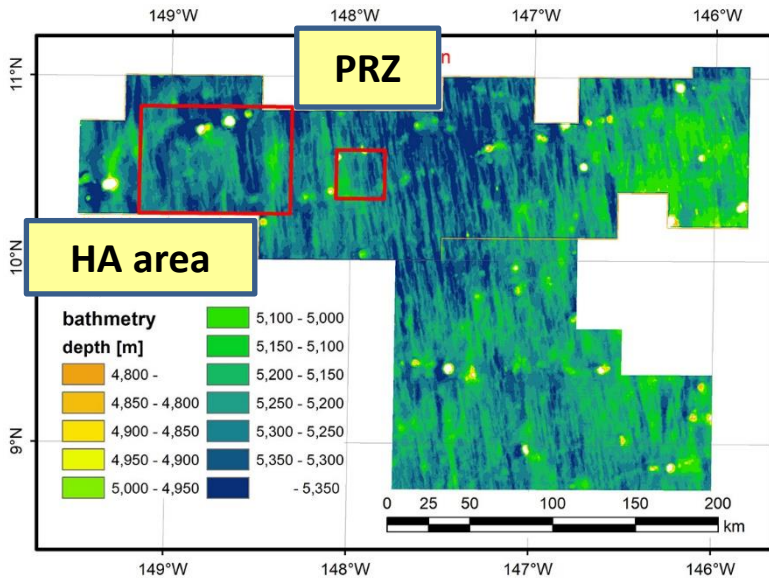 149°W 148°W 147°W 146°W
PRZ
n
11°N
10°N
HA area
bathmetry
depth [m]
4,800 -
4,850 - 4,800
4,900 - 4,850
4,950 - 4,900
5,000 - 4,950
5,100 - 5,000
5,150 - 5,100
5,200 - 5,150
5,250 - 5,200
5,300 - 5,250
5,350 - 5,300
- 5,350
9°N
0 25 50 100 150 200
km
149°W 148°W 147°W 146°W